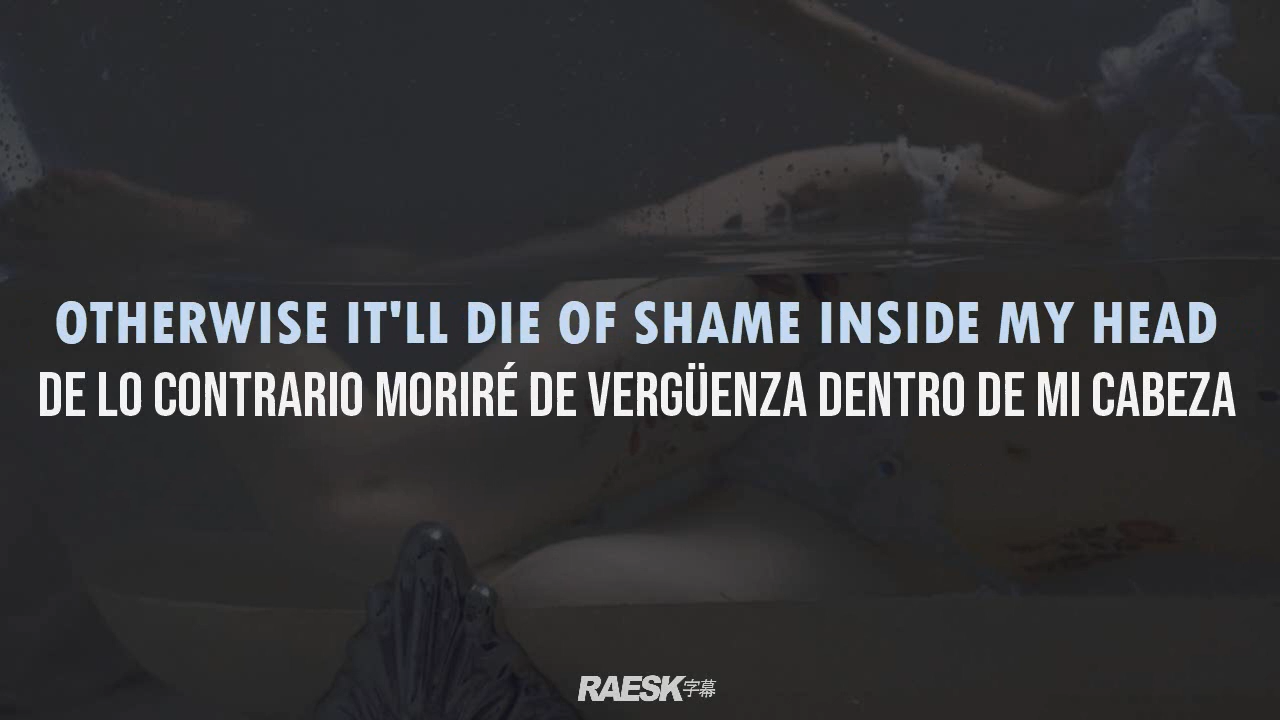 OTHERWISE IT'LL DIE OF SHAME INSIDE MY HEAD
DE LO CONTRARIO MORIRÉ DE VERGÜENZA DENTRO DE MI CABEZA
RAESK字幕